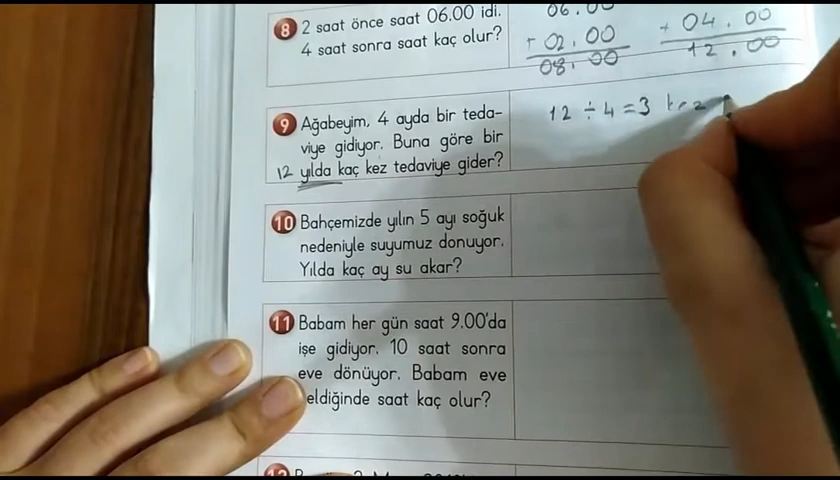 8 2 saat önce saat 06.00 idi.
4 saat sonra saat kaç olur?
06.00
+ 02.00
08.00
+ 04.00
12.00
9 Ağabeyim, 4 ayda bir teda-
viye gidiyor. Buna göre bir
12 yılda kaç kez tedaviye gider?
12 ÷ 4 = 3 kez
10 Bahçemizde yılın 5 ayı soğuk
nedeniyle suyumuz donuyor.
Yılda kaç ay su akar?
11 Babam her gün saat 9.00'da
işe gidiyor. 10 saat sonra
eve dönüyor. Babam eve
eldiğinde saat kaç olur?